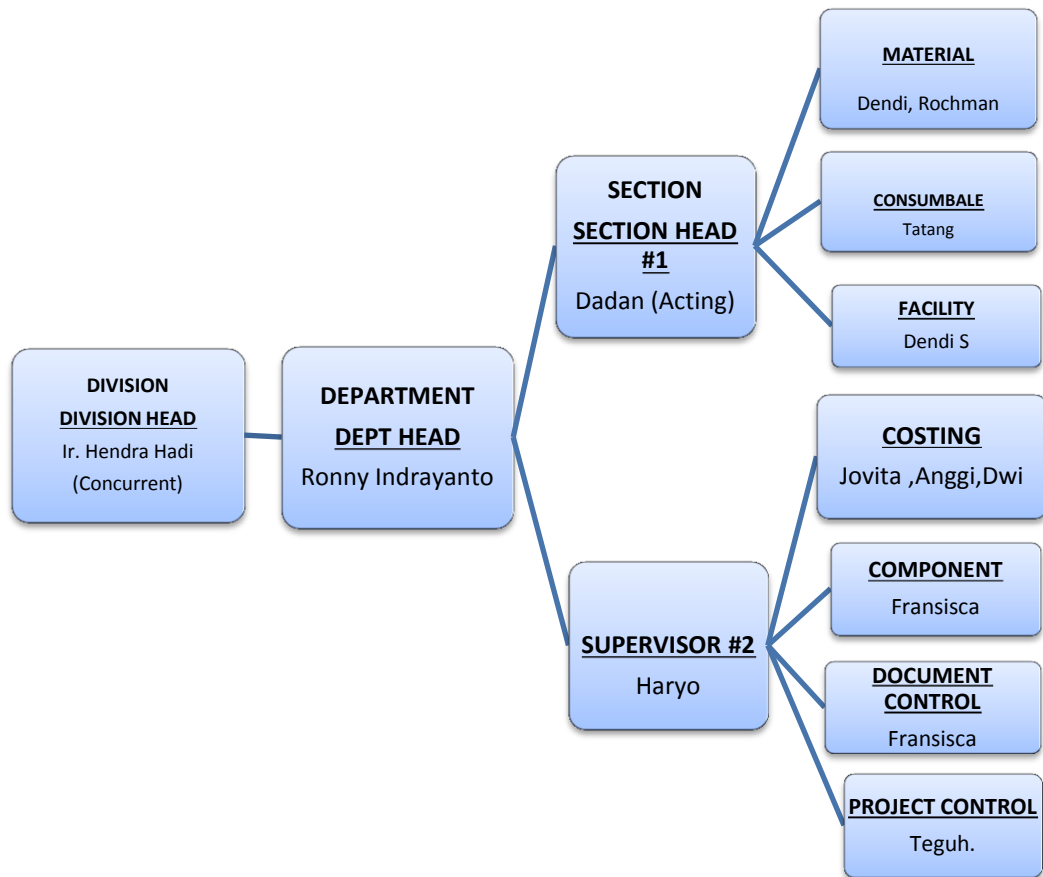 DIVISION
DIVISION HEAD
Ir. Hendra Hadi
(Concurrent)
DEPARTMENT
DEPT HEAD
Ronny Indrayanto
SECTION
SECTION HEAD
#1
Dadan (Acting)
MATERIAL
Dendi, Rochman
CONSUMBALE
Tatang
FACILITY
Dendi S
SUPERVISOR #2
Haryo
COSTING
Jovita ,Anggi,Dwi
COMPONENT
Fransisca
DOCUMENT
CONTROL
Fransisca
PROJECT CONTROL
Teguh.